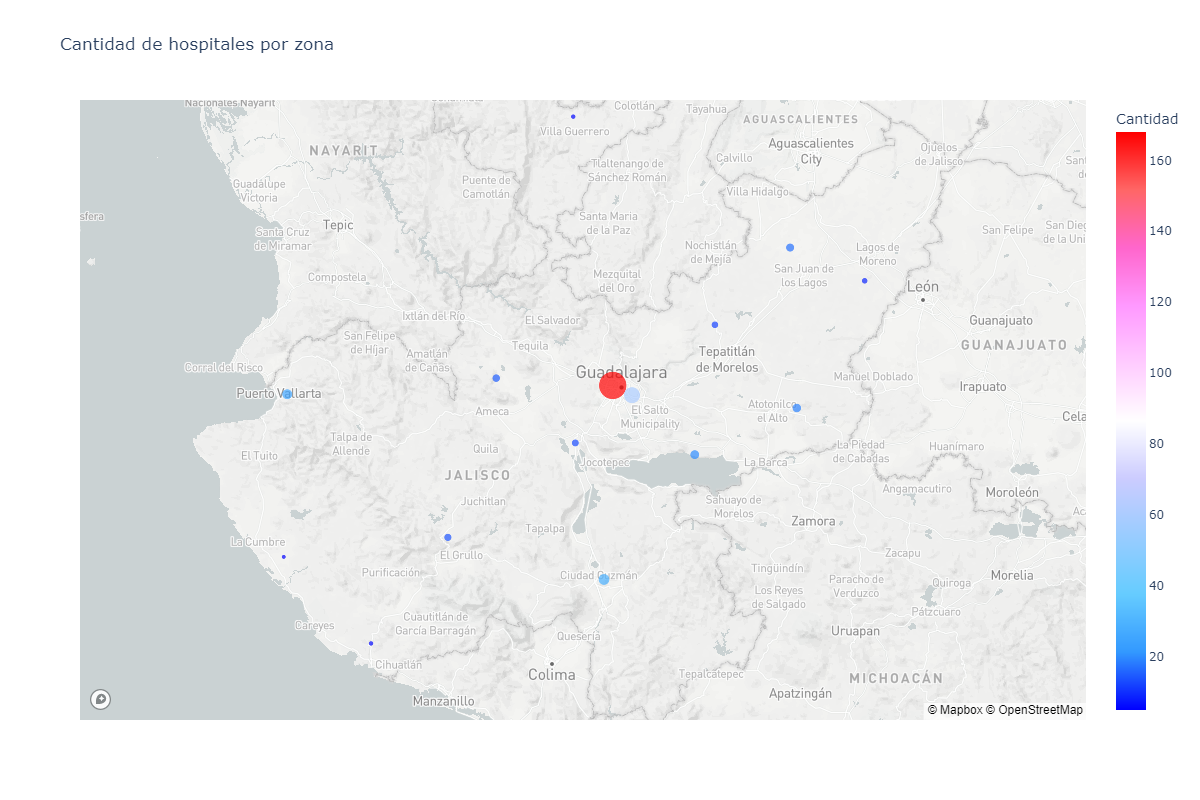 Cantidad de hospitales por zona
Nacionales Nayarit
Colotlán
Tayahua
AGUASCALIENTES
Villa Guerrero
NAYARIT
Aguascalientes
City
Calvillo
Ojuelos
de Jalisco
Tlaltenango de
Sánchez Román
Guadalupe
Victoria
Puente de
Camotlán
Villa Hidalgo
sfera
Santa Maria
de la Paz
Tepic
Santa Cruz
de Miramar
San Felipe
San Die
de la Uni
Nochistlán
de Mejía
Lagos de
Moreno
San Juan de
los Lagos
Compostela
Mezquital
del Oro
León
Ixtlán del Río
El Salvador
Guanajuato
San Felipe
de Híjar
Tequila
GUANAJUATO
Amatlán
de Cañas
Tepatitlán
de Morelos
Corral del Risco
Guadalajara
Manuel Doblado
Irapuato
Puerto Vallarta
Ameca
El Salto
Municipality
Atotonilco
el Alto
Cela
Talpa de
Allende
El Tuito
Quila
La Piedad
de Cabadas
Huanímaro
Jocotepec
La Barca
JALISCO
Angamacutiro
Moroleón
Juchitlan
Sahuayo de
Morelos
Zamora
Tapalpa
La Cumbre
El Grullo
Zacapu
Purificación
Ciudad Guzmán
Tingüindín
Morelia
Paracho de
Verduzco
Quiroga
Los Reyes
de Salgado
Pátzcuaro
Careyes
Cuautitlán de
García Barragán
Quesería
Uruapan
Cihuatlán
Colima
Tepalcatepec
MICHOACÁN
Manzanillo
Apatzingán
© Mapbox © OpenStreetMap
Cantidad
160
140
120
100
80
60
40
20